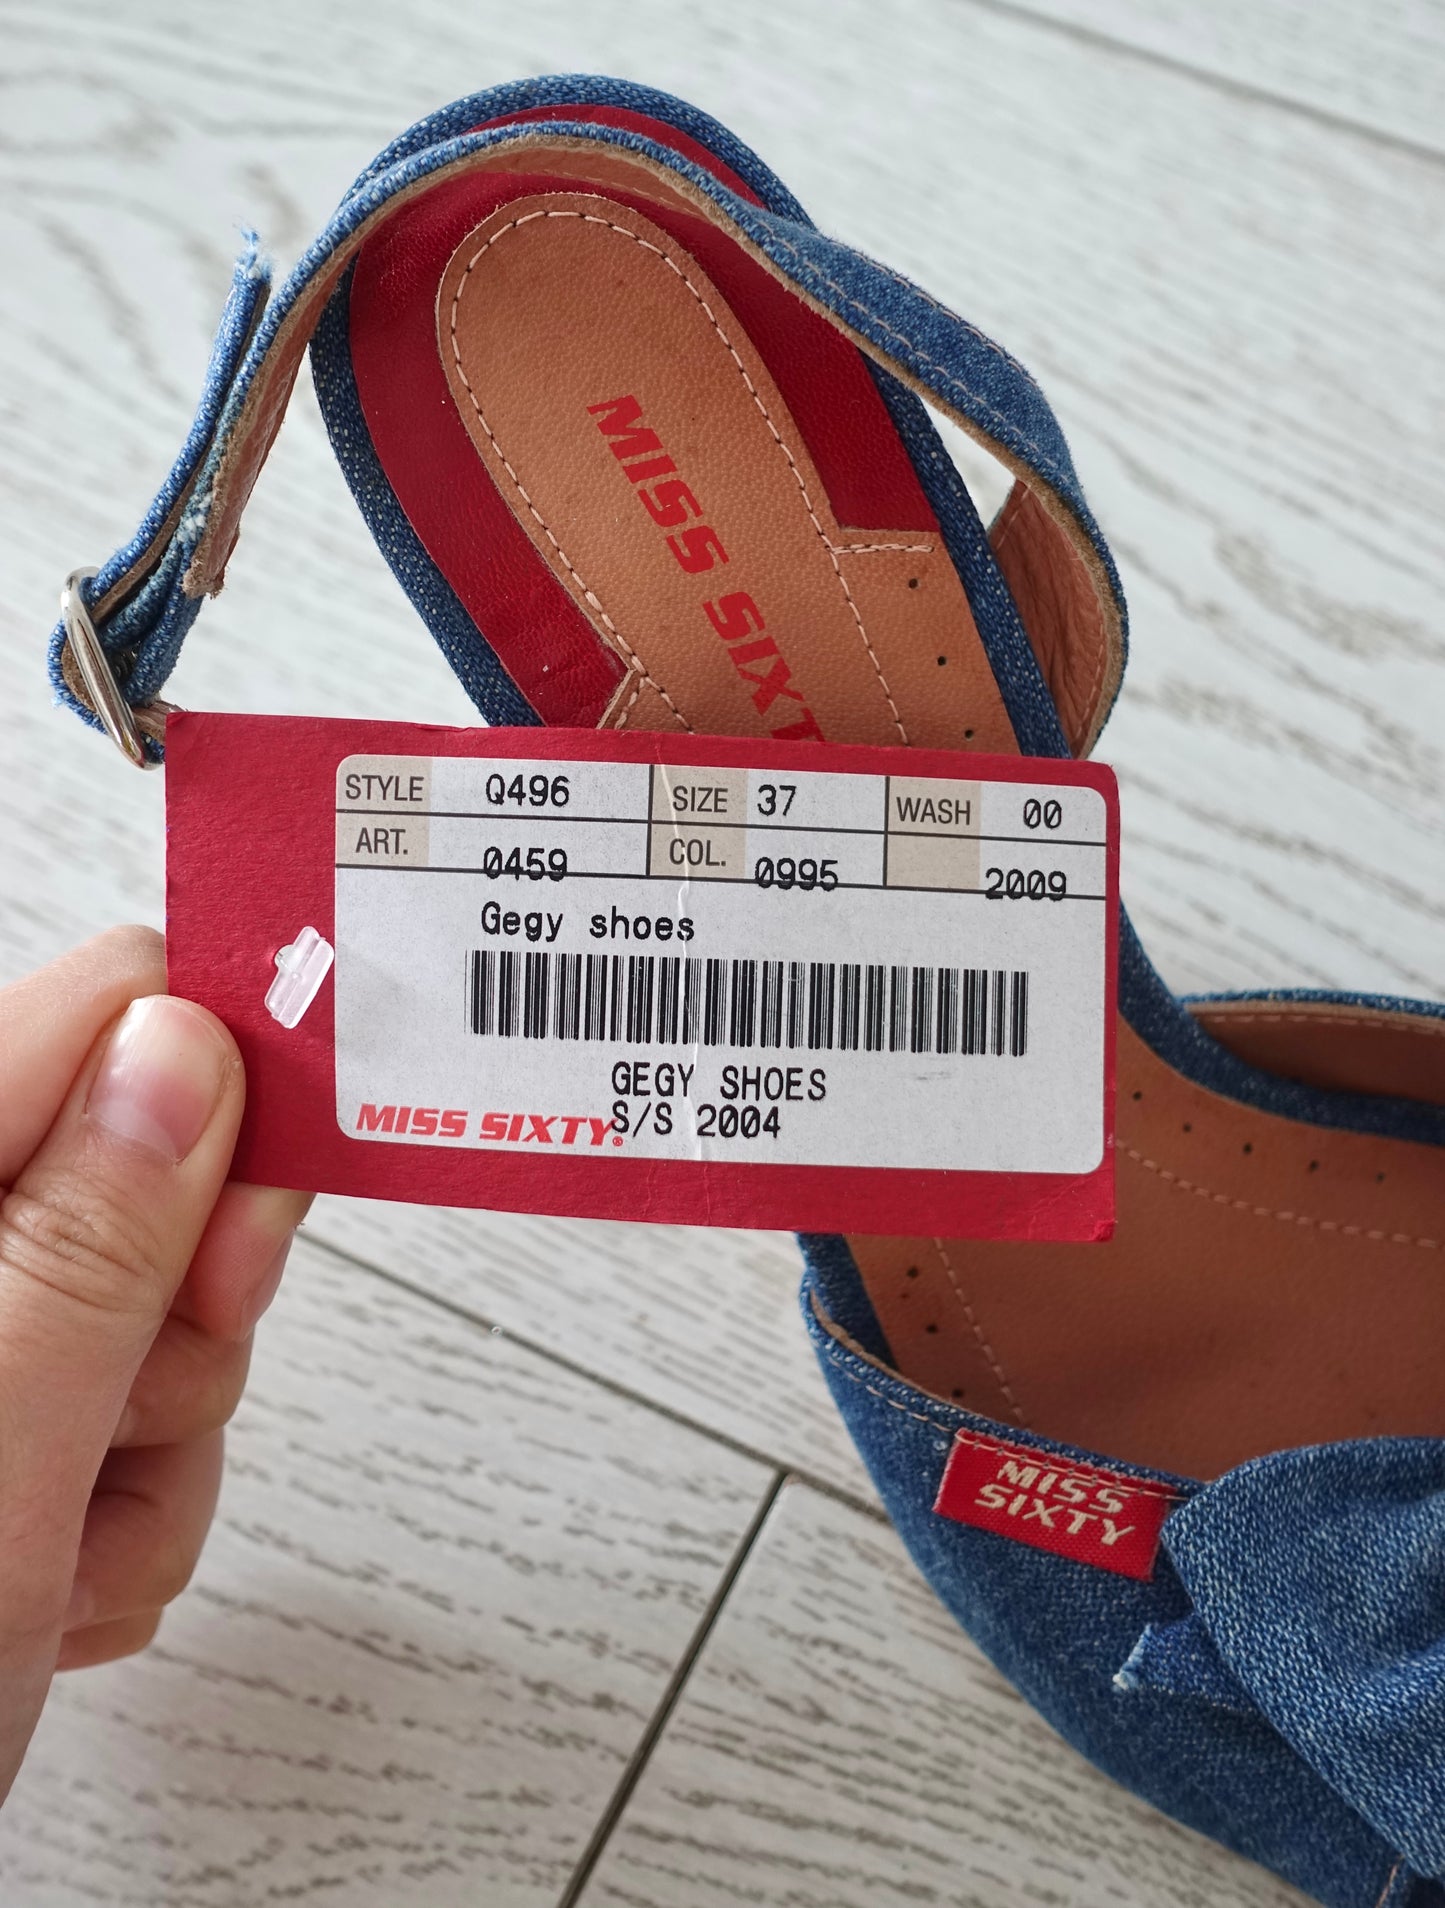 MISS SIXTY
STYLE Q496 SIZE 37 WASH 00
ART. 0459 COL. 0995 2009
Gegy shoes
GEGY SHOES
MISS SIXTY® S/S 2004
MISS
SIXTY